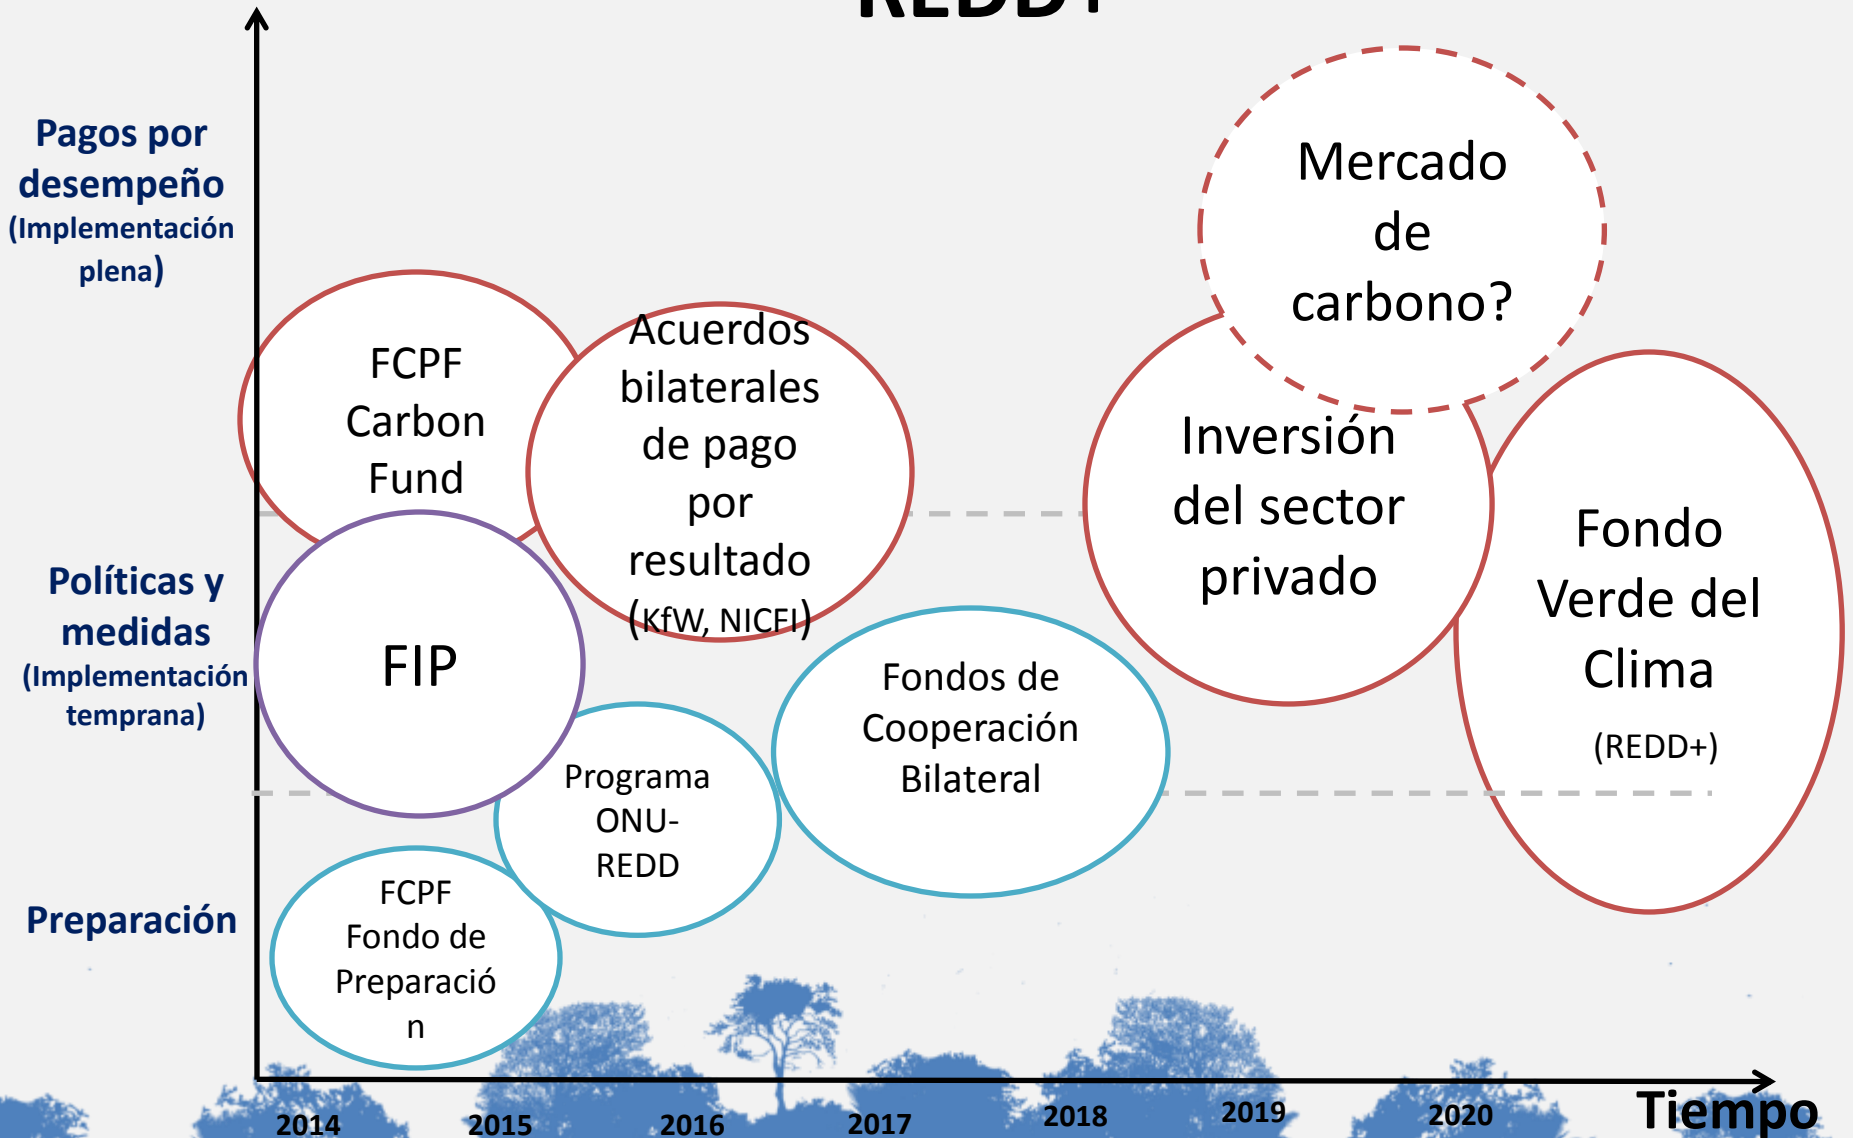 REDD+
Pagos por
desempeño
(Implementación
plena)
Políticas y
medidas
(Implementación
temprana)
Preparación
FCPF
Carbon
Fund
Acuerdos
bilaterales
de pago
por
resultado
(KfW, NICFI)
Mercado
de
carbono?
Inversión
del sector
privado
Fondo
Verde del
Clima
(REDD+)
FIP
Fondos de
Cooperación
Bilateral
Programa
ONU-
REDD
FCPF
Fondo de
Preparació
n
2014 2015 2016 2017 2018 2019 2020
Tiempo